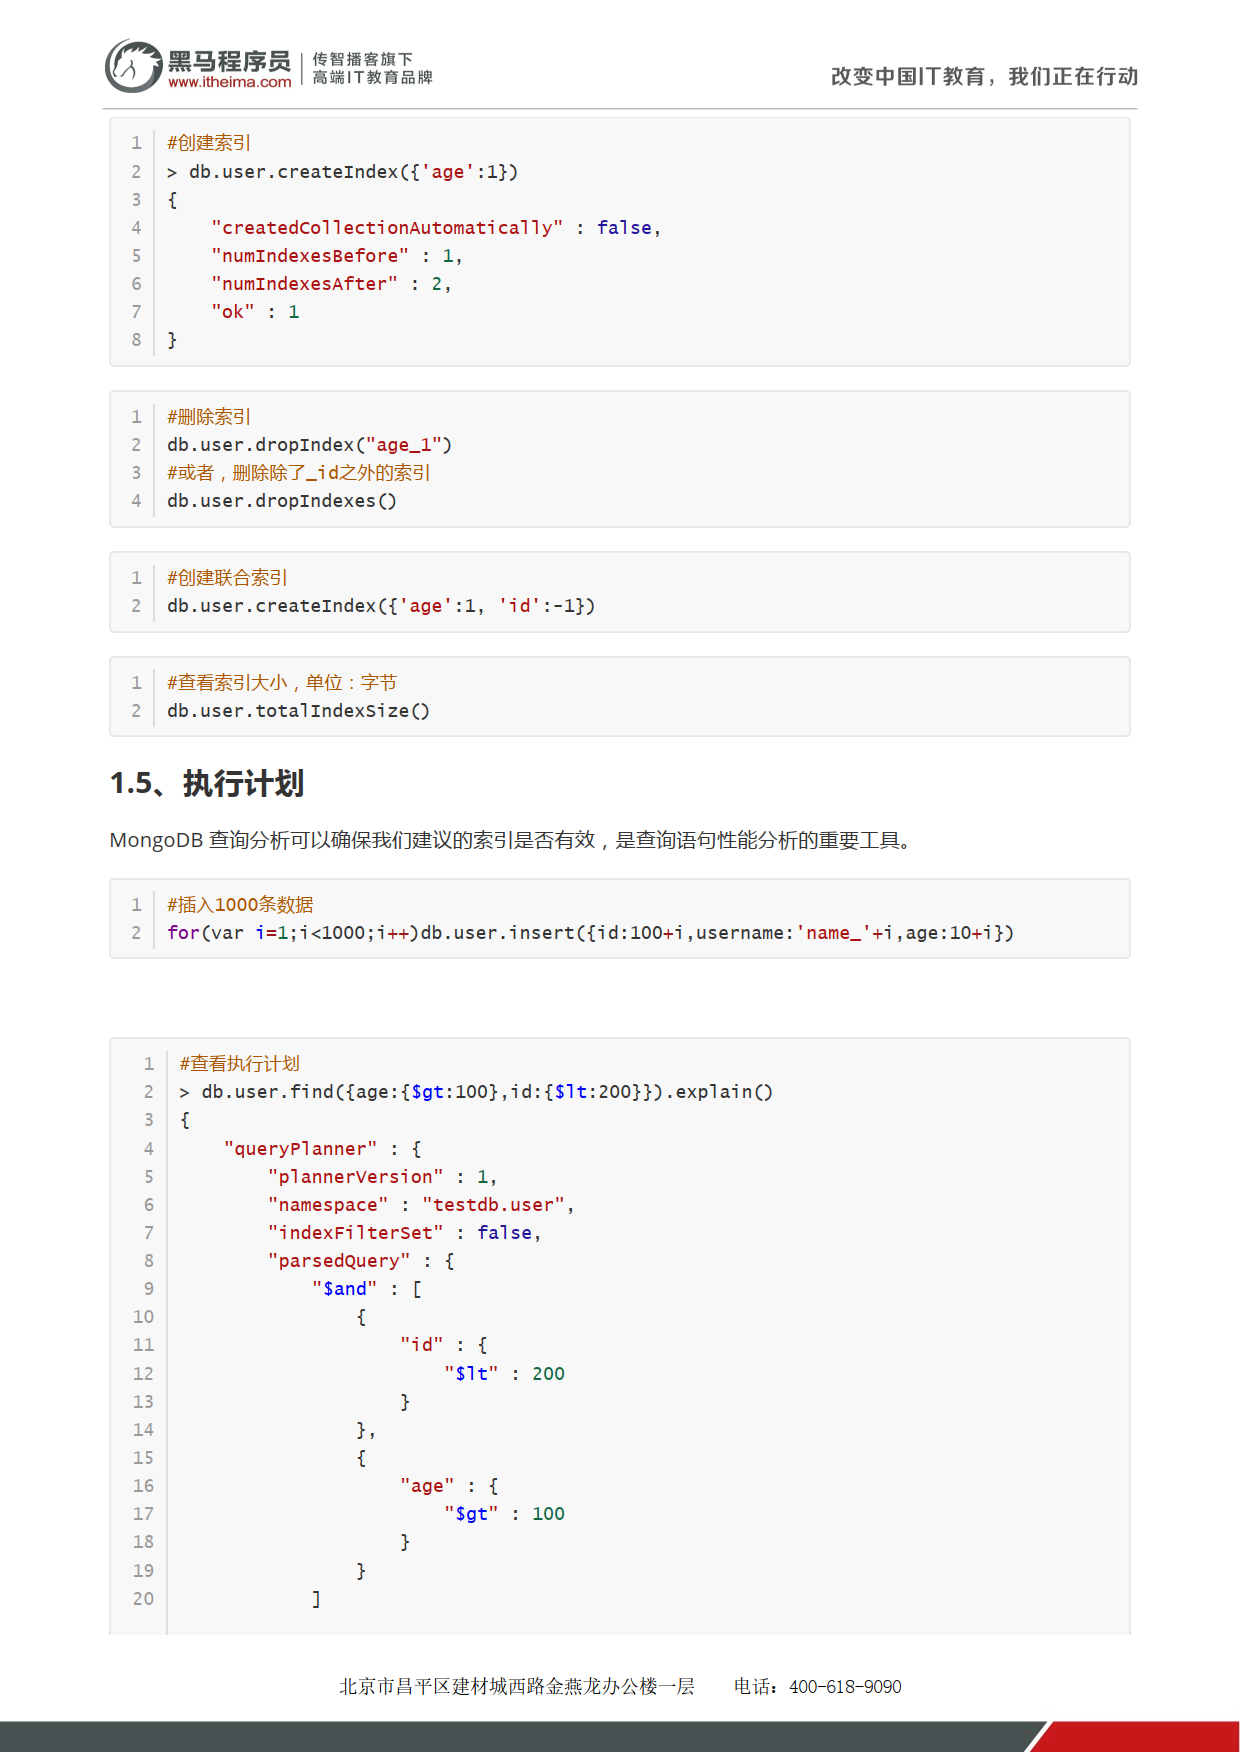 黑马程序员
www.itheima.com
传智播客旗下
高端IT教育品牌
改变中国IT教育，我们正在行动
1 #创建索引
2 > db.user.createIndex({'age':1})
3 {
4     "createdCollectionAutomatically" : false,
5     "numIndexesBefore" : 1,
6     "numIndexesAfter" : 2,
7     "ok" : 1
8 }
1 #删除索引
2 db.user.dropIndex("age_1")
3 #或者，删除除了_id之外的索引
4 db.user.dropIndexes()
1 #创建联合索引
2 db.user.createIndex({'age':1, 'id':-1})
1 #查看索引大小，单位：字节
2 db.user.totalIndexSize()
1.5、执行计划
MongoDB 查询分析可以确保我们建议的索引是否有效，是查询语句性能分析的重要工具。
1 #插入1000条数据
2 for(var i=1;i<1000;i++)db.user.insert({id:100+i,username:'name_'+i,age:10+i})
1 #查看执行计划
2 > db.user.find({age:{$gt:100},id:{$lt:200}}).explain()
3 {
4     "queryPlanner" : {
5         "plannerVersion" : 1,
6         "namespace" : "testdb.user",
7         "indexFilterSet" : false,
8         "parsedQuery" : {
9             "$and" : [
10                 {
11                     "id" : {
12                         "$lt" : 200
13                     }
14                 },
15                 {
16                     "age" : {
17                         "$gt" : 100
18                     }
19                 }
20             ]
北京市昌平区建材城西路金燕龙办公楼一层 电话：400-618-9090